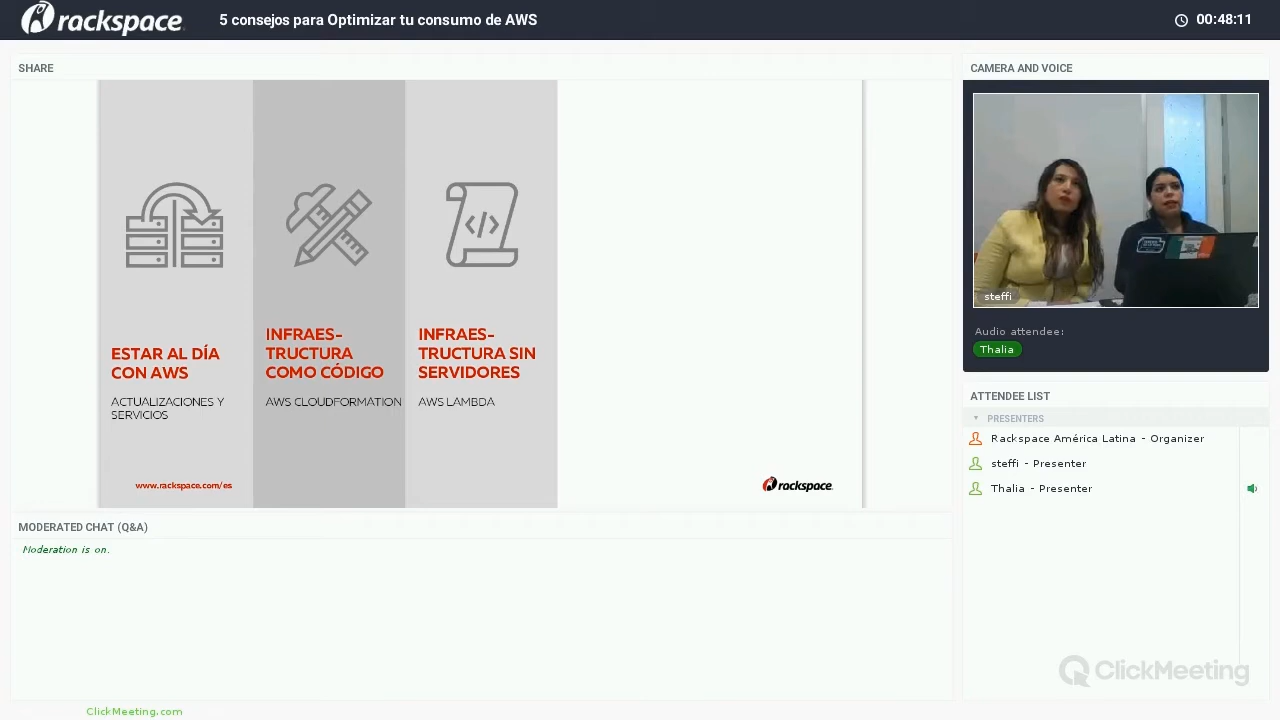 rackspace
5 consejos para Optimizar tu consumo de AWS
00:48:11
SHARE
ESTAR AL DÍA
CON AWS
ACTUALIZACIONES Y
SERVICIOS
www.rackspace.com/es
INFRAES-
TRUCTURA
COMO CÓDIGO
AWS CLOUDFORMATION
</>
INFRAES-
TRUCTURA SIN
SERVIDORES
AWS LAMBDA
rackspace
MODERATED CHAT (Q&A)
Moderation is on.
CAMERA AND VOICE
steffi
Audio attendee:
Thalia
ATTENDEE LIST
PRESENTERS
Rackspace América Latina - Organizer
steffi - Presenter
Thalia - Presenter
ClickMeeting
ClickMeeting.com